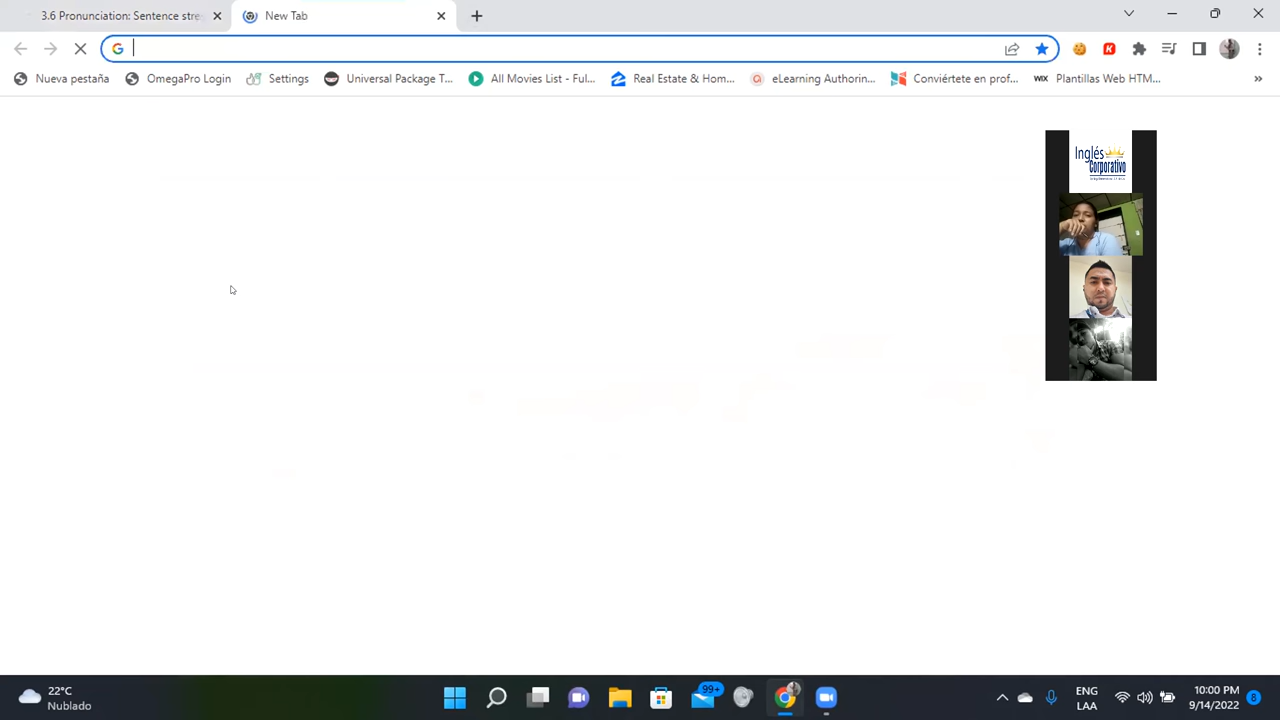 3.6 Pronunciation: Sentence stre
New Tab
Nueva pestaña
OmegaPro Login
Settings
Universal Package T...
All Movies List - Ful...
Real Estate & Hom...
eLearning Authorin...
Conviértete en prof...
WIX Plantillas Web HTM...
»
Inglés
Corporativo
22°C
Nublado
99+
ENG
LAA
10:00 PM
9/14/2022
8